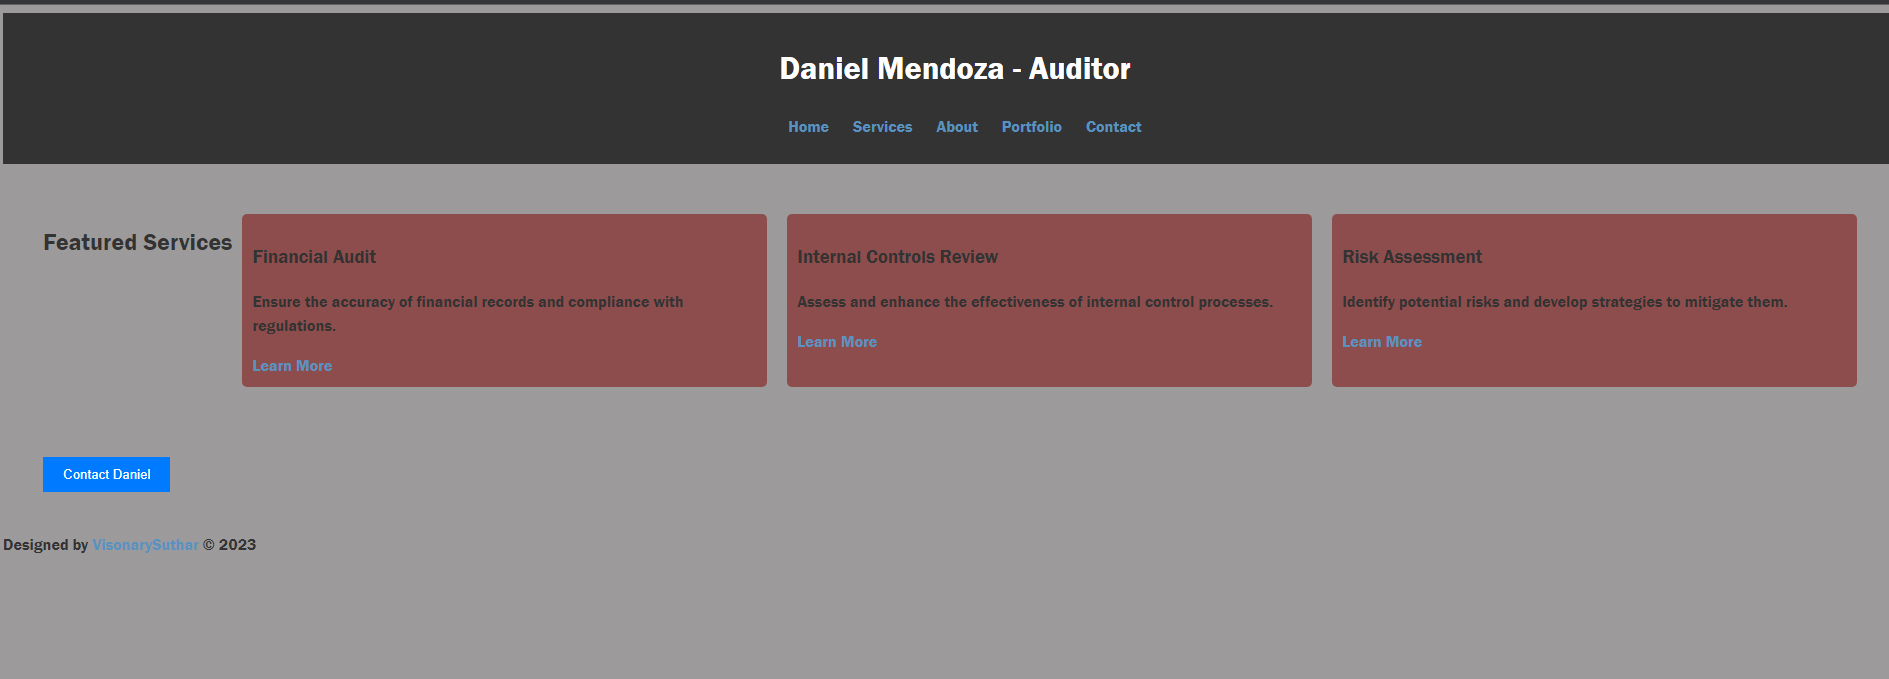 Daniel Mendoza - Auditor
Home Services About Portfolio Contact
Featured Services
Financial Audit
Ensure the accuracy of financial records and compliance with
regulations.
Learn More
Internal Controls Review
Assess and enhance the effectiveness of internal control processes.
Learn More
Risk Assessment
Identify potential risks and develop strategies to mitigate them.
Learn More
Contact Daniel
Designed by VisonarySuthar © 2023